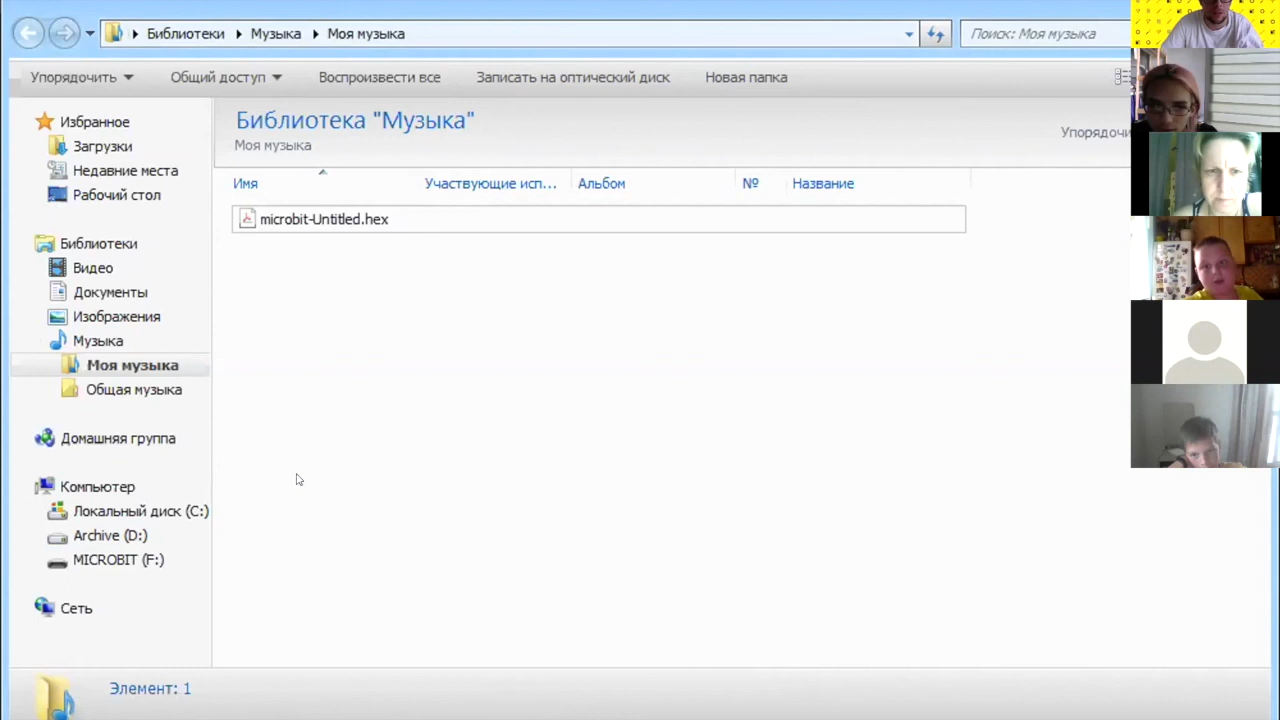 Библиотеки Музыка Моя музыка
Поиск: Моя музыка
Упорядочить Общий доступ Воспроизвести все Записать на оптический диск Новая папка
Избранное
Загрузки
Недавние места
Рабочий стол
Библиотеки
Видео
Документы
Изображения
Музыка
Моя музыка
Общая музыка
Домашняя группа
Компьютер
Локальный диск (C:)
Archive (D:)
MICROBIT (F:)
Сеть
Библиотека "Музыка"
Моя музыка
Упорядочи
Имя Участвующие исп... Альбом № Название
microbit-Untitled.hex
Элемент: 1